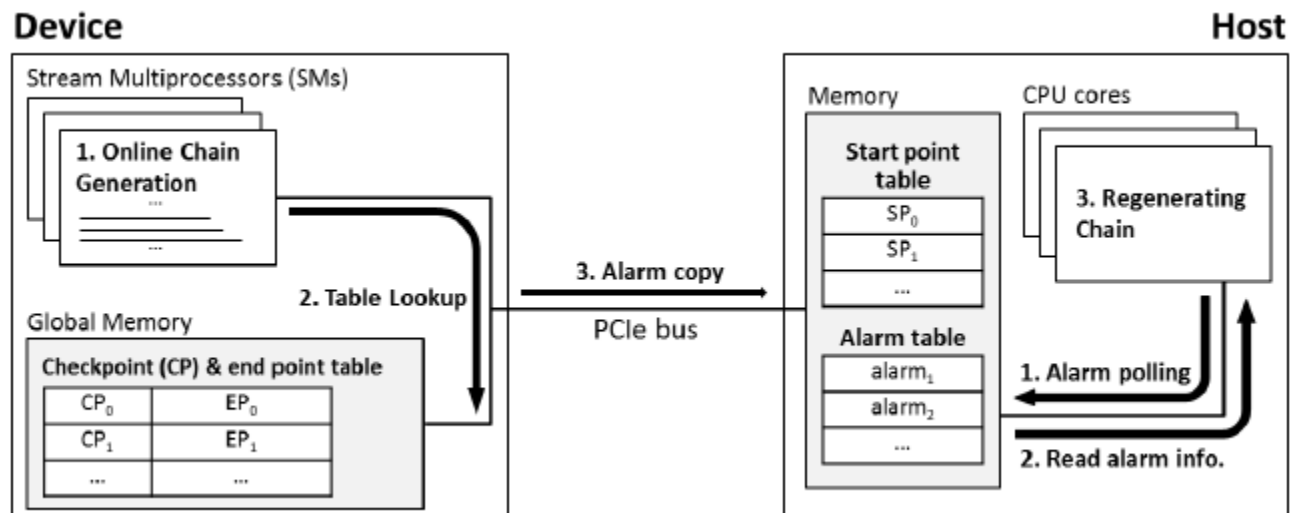 Device
Host
Stream Multiprocessors (SMs)
1. Online Chain
Generation
...
...
2. Table Lookup
Global Memory
Checkpoint (CP) & end point table
CP₀ EP₀
CP₁ EP₁
... ...
3. Alarm copy
PCIe bus
Memory
Start point
table
SP₀
SP₁
...
Alarm table
alarm₁
alarm₂
...
CPU cores
3. Regenerating
Chain
1. Alarm polling
2. Read alarm info.